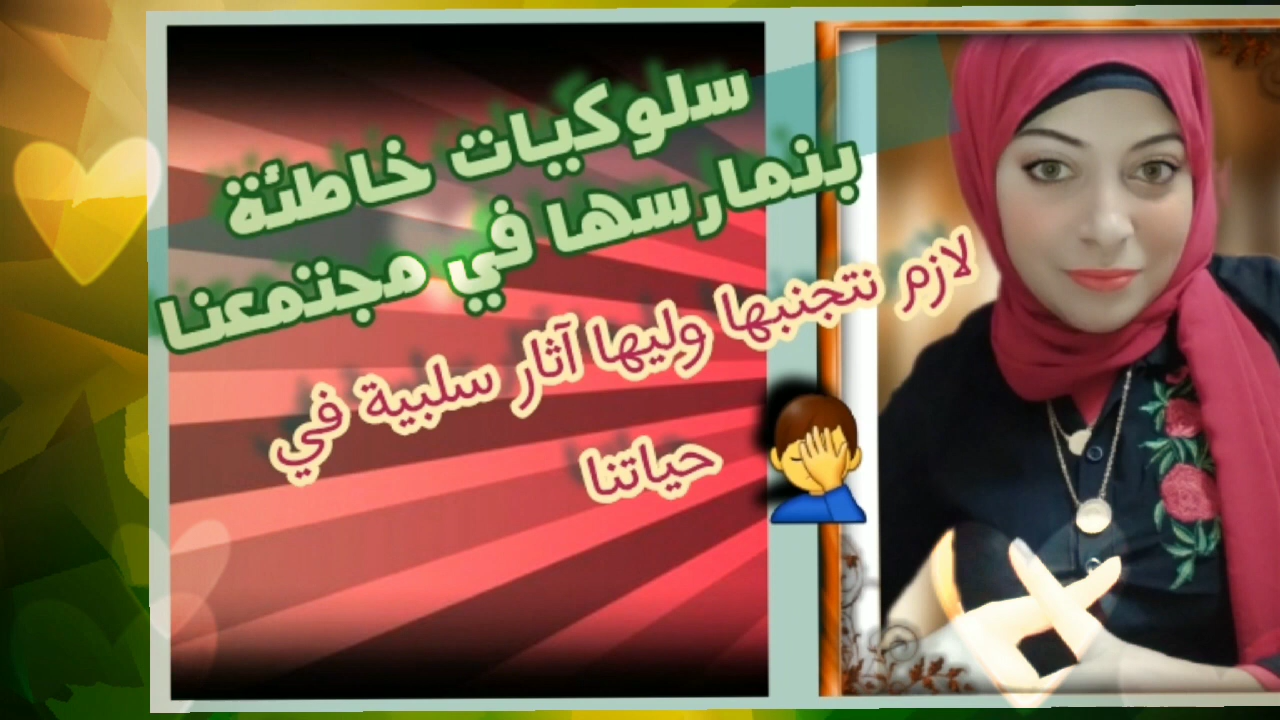 سلوكيات خاطئة
بنمارسها في مجتمعنا
لازم نتجنبها وليها آثار سلبية في
حياتنا